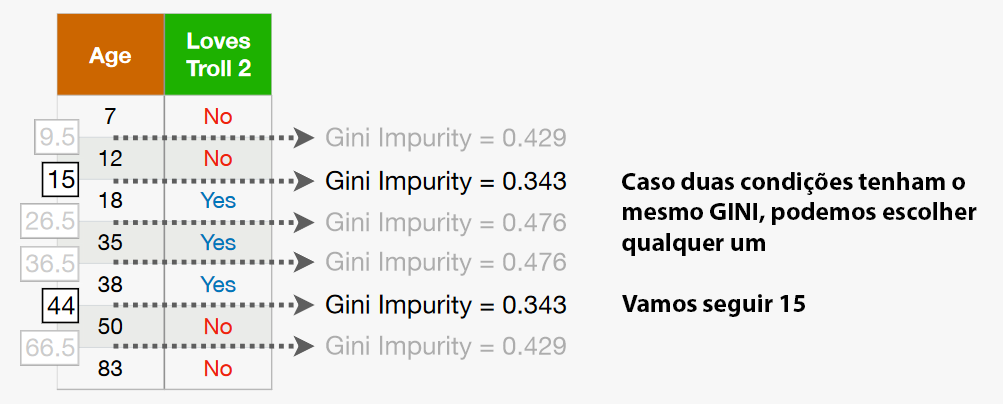 Age
Loves
Troll 2
7
No
9.5
Gini Impurity = 0.429
12
No
15
Gini Impurity = 0.343
18
Yes
26.5
Gini Impurity = 0.476
35
Yes
36.5
Gini Impurity = 0.476
38
Yes
44
Gini Impurity = 0.343
50
No
66.5
Gini Impurity = 0.429
83
No
Caso duas condições tenham o
mesmo GINI, podemos escolher
qualquer um
Vamos seguir 15